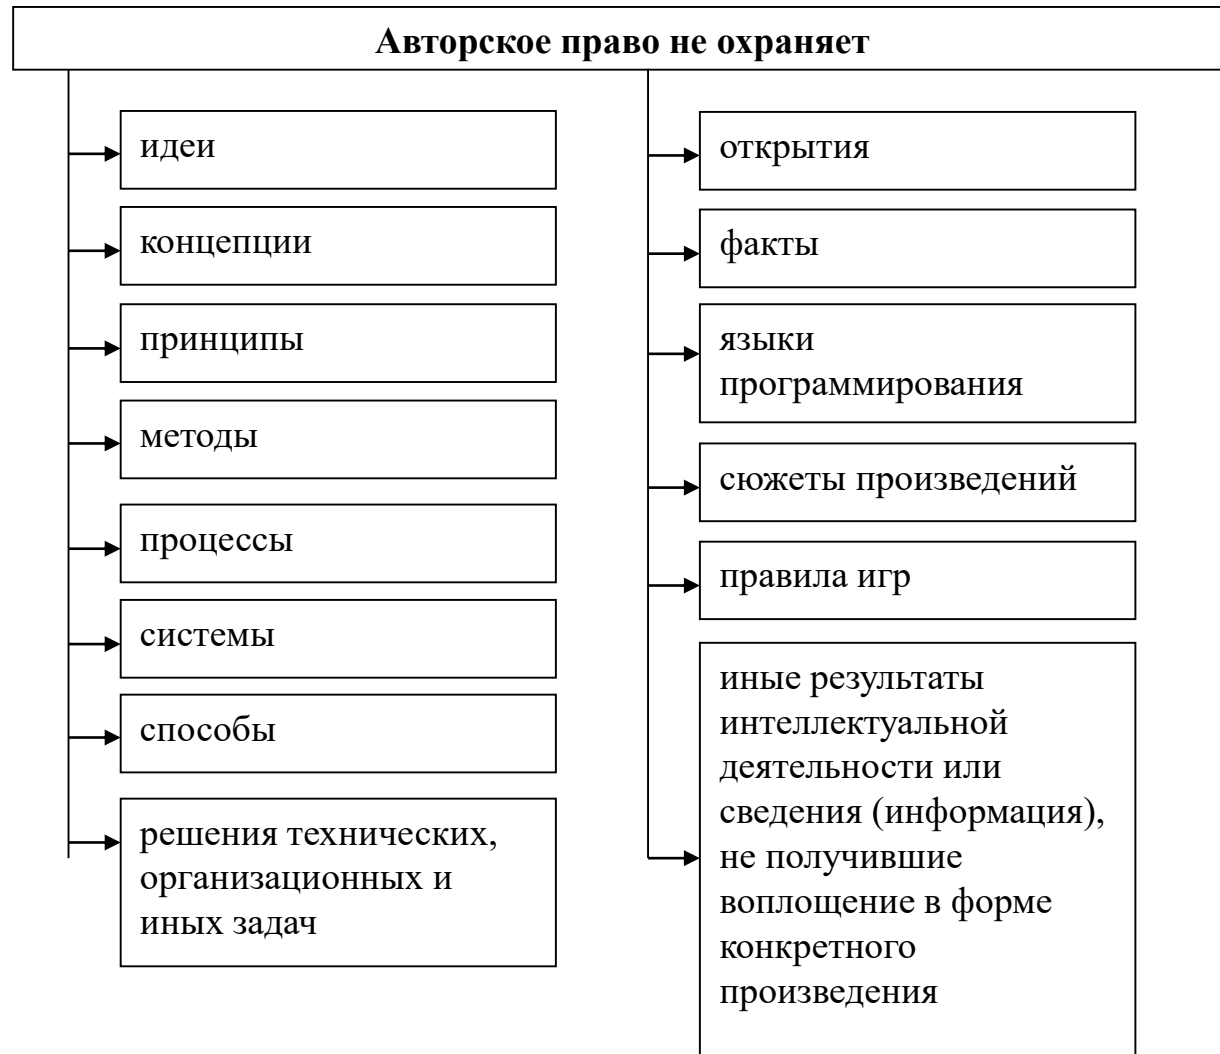 Авторское право не охраняет
идеи
концепции
принципы
методы
процессы
системы
способы
решения технических,
организационных и
иных задач
открытия
факты
языки
программирования
сюжеты произведений
правила игр
иные результаты
интеллектуальной
деятельности или
сведения (информация),
не получившие
воплощение в форме
конкретного
произведения